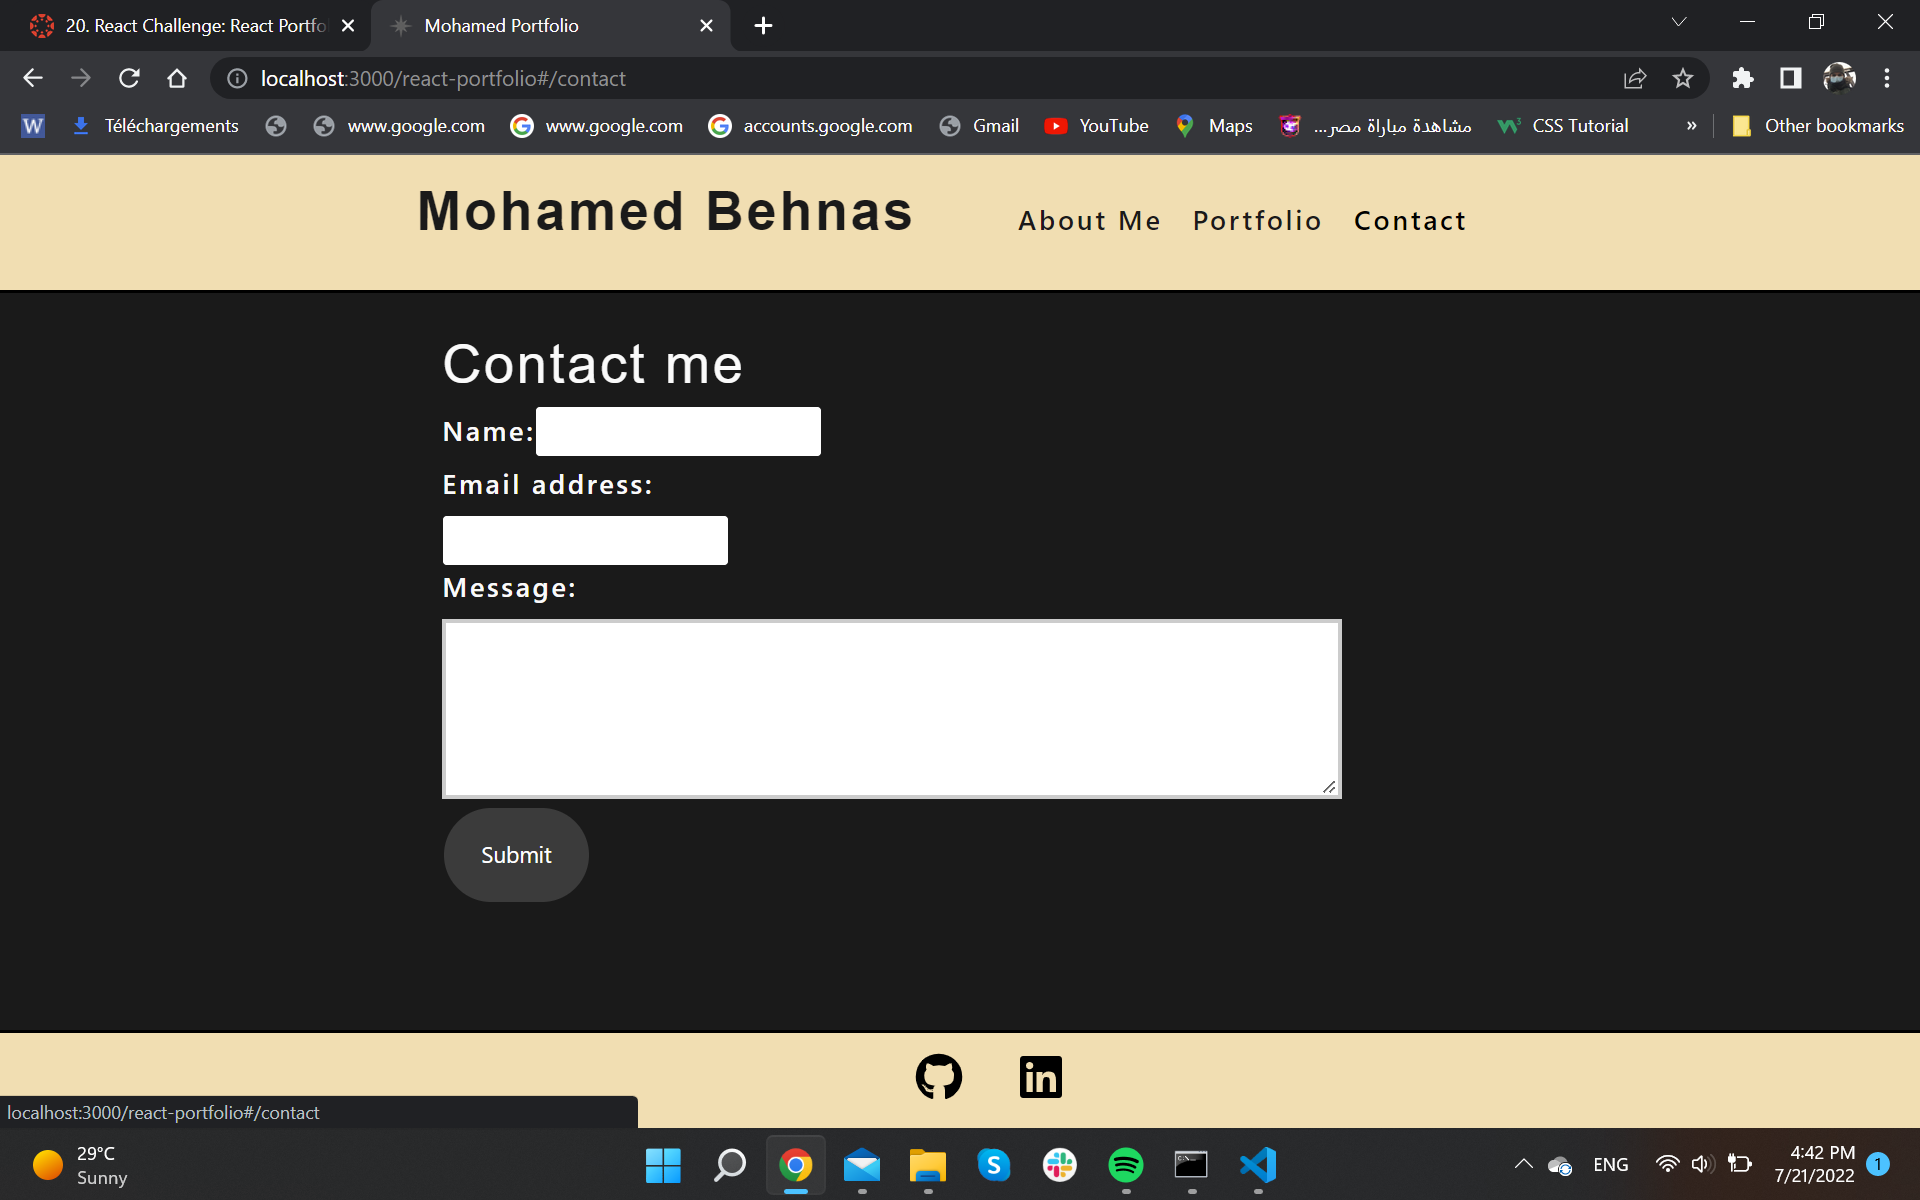 20. React Challenge: React Portfo
Mohamed Portfolio
localhost:3000/react-portfolio#/contact
W
Téléchargements
www.google.com
www.google.com
accounts.google.com
Gmail
YouTube
Maps
مشاهدة مباراة مصر...
CSS Tutorial
»
Other bookmarks
Mohamed Behnas
About Me
Portfolio
Contact
Contact me
Name:
Email address:
Message:
Submit
in
localhost:3000/react-portfolio#/contact
29°C
Sunny
S
ENG
4:42 PM
7/21/2022
1